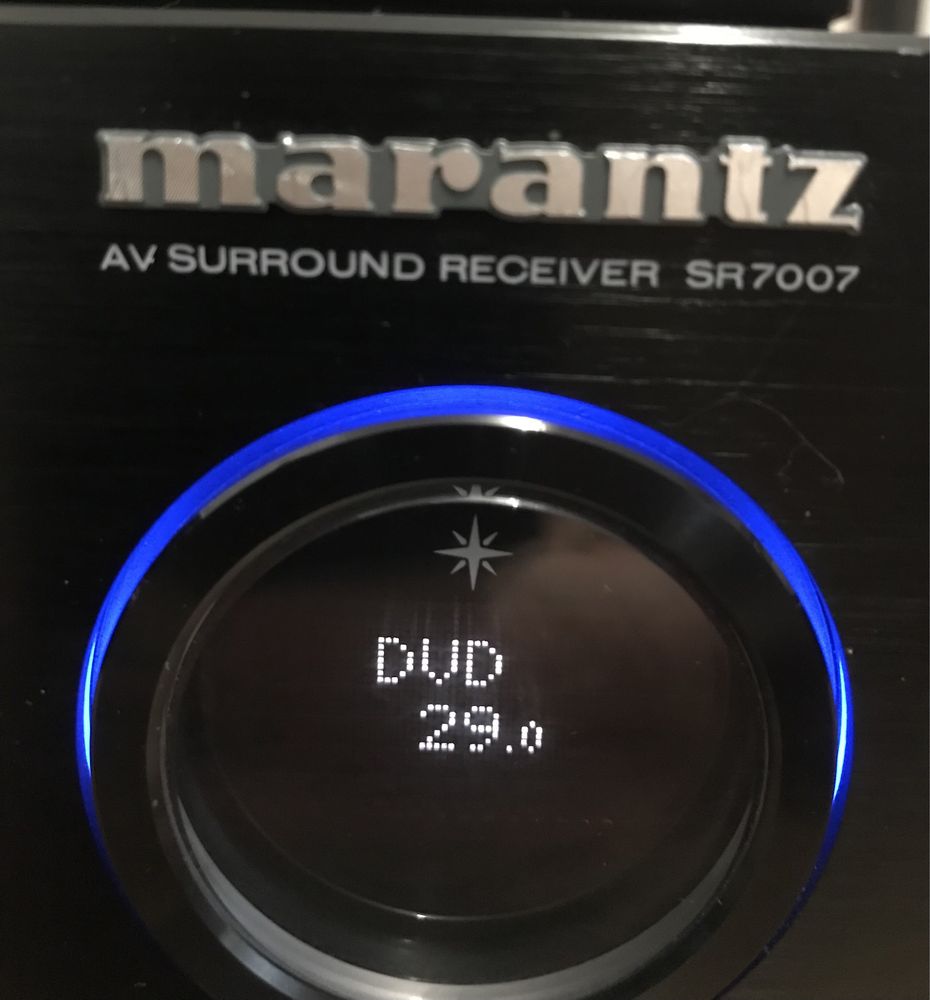 marantz
AV SURROUND RECEIVER SR7007
DVD
29.0